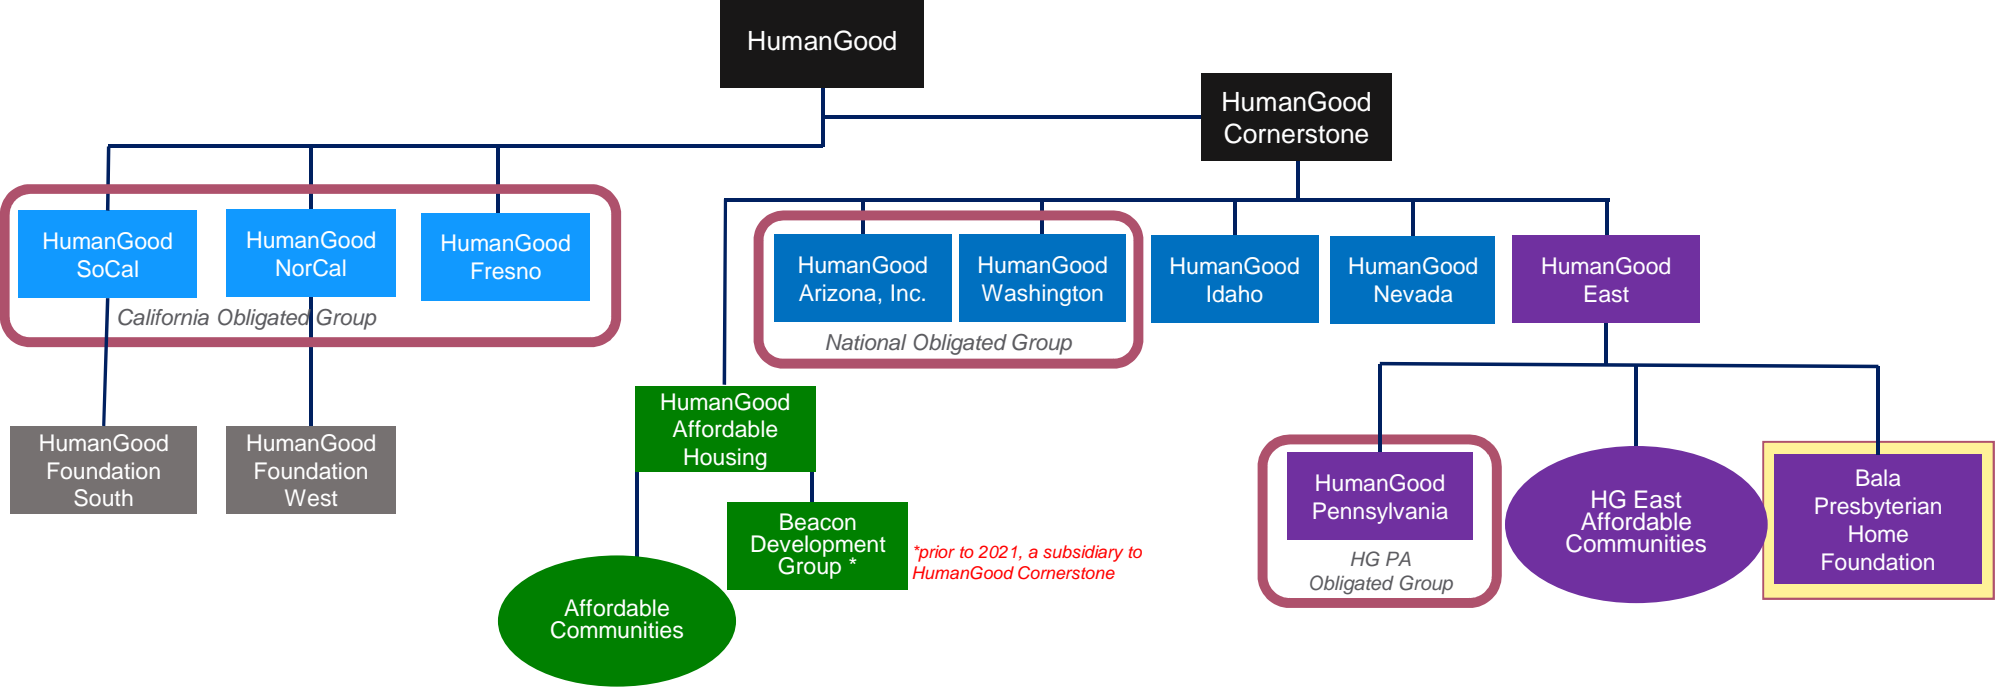 HumanGood
HumanGood
Cornerstone
HumanGood
SoCal
HumanGood
NorCal
HumanGood
Fresno
California Obligated Group
HumanGood
Arizona, Inc.
HumanGood
Washington
National Obligated Group
HumanGood
Idaho
HumanGood
Nevada
HumanGood
East
HumanGood
Foundation
South
HumanGood
Foundation
West
HumanGood
Affordable
Housing
Beacon
Development
Group *
*prior to 2021, a subsidiary to
HumanGood Cornerstone
Affordable
Communities
HumanGood
Pennsylvania
HG PA
Obligated Group
HG East
Affordable
Communities
Bala
Presbyterian
Home
Foundation